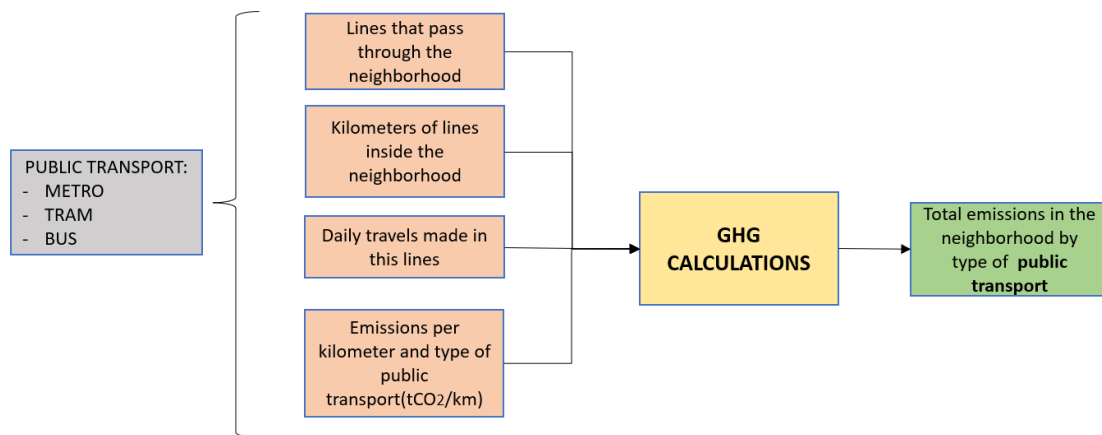 PUBLIC TRANSPORT:
- METRO
- TRAM
- BUS
Lines that pass
through the
neighborhood
Kilometers of lines
inside the
neighborhood
Daily travels made in
this lines
Emissions per
kilometer and type of
public
transport(tCO2/km)
GHG
CALCULATIONS
Total emissions in the
neighborhood by
type of public
transport